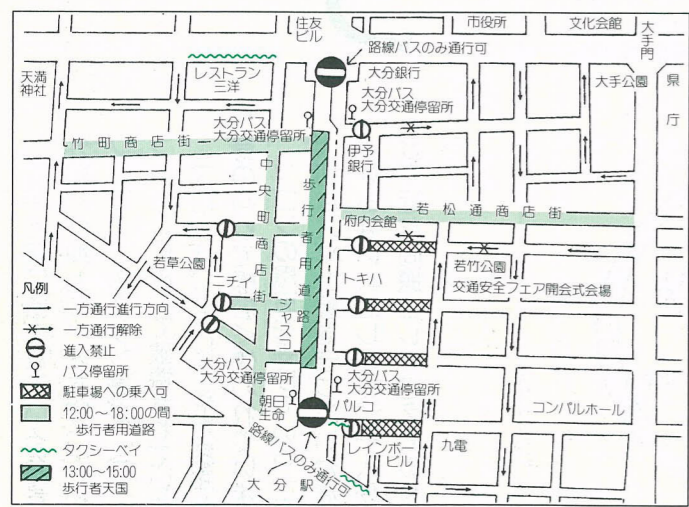 住友
ビル
市役所
文化会館
大手門
路線バスのみ通行可
天満
神社
レストラン
三洋
大分銀行
大手公園
県庁
大分バス
大分交通停留所
大分バス
大分交通停留所
竹町商店街
伊予
銀行
中央町商店街
歩行者用道路
若松通商店街
府内会館
若草公園
若竹公園
ニチイ
トキハ
交通安全フェア開会式会場
ジャスコ
凡例
一方通行進行方向
一方通行解除
進入禁止
バス停留所
駐車場への乗入可
12:00〜18:00の間
歩行者用道路
タクシーベイ
13:00〜15:00
歩行者天国
大分バス
大分交通停留所
大分バス
大分交通停留所
朝日
生命
パルコ
コンパルホール
路線バスのみ通行可
レインボー
ビル
九電
大分駅